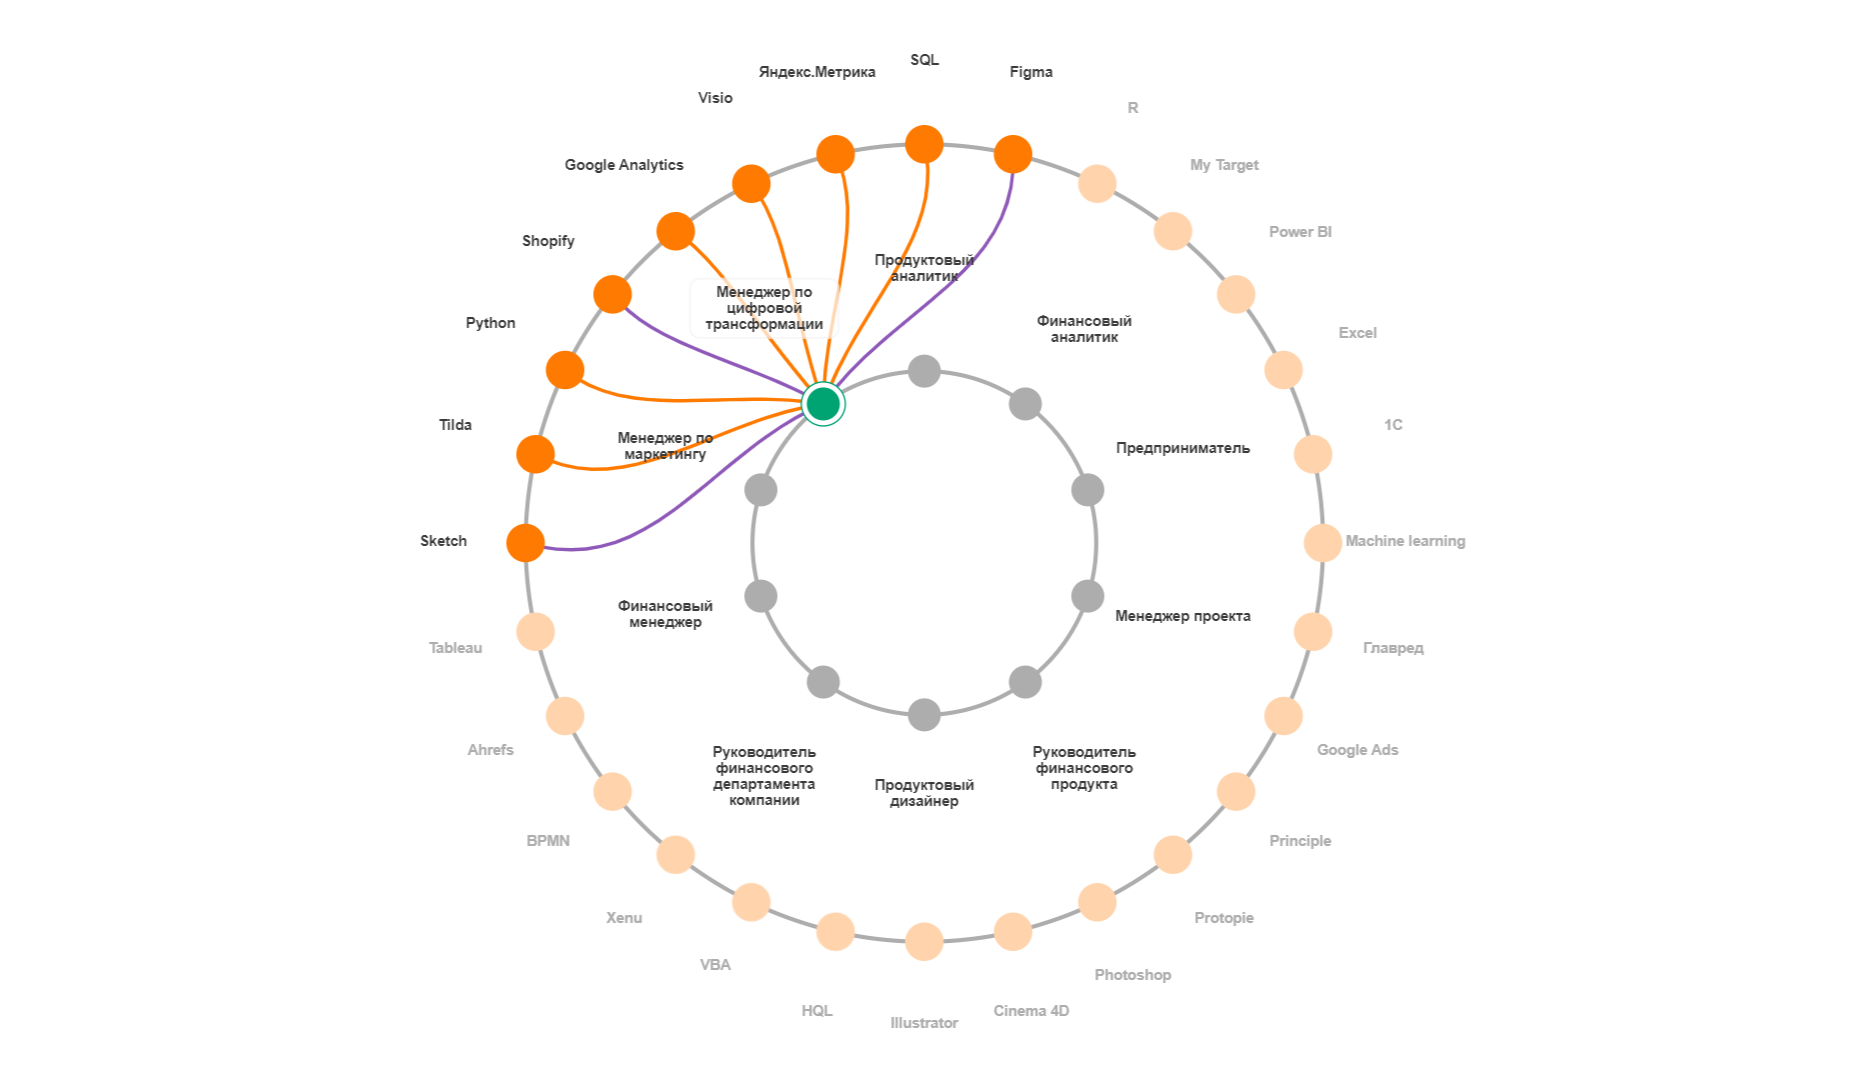 SQL
Яндекс.Метрика
Figma
Visio
R
Google Analytics
My Target
Shopify
Power BI
Продуктовый
аналитик
Менеджер по
цифровой
трансформации
Python
Финансовый
аналитик
Excel
Tilda
1C
Менеджер по
маркетингу
Предприниматель
Sketch
Machine learning
Финансовый
менеджер
Менеджер проекта
Tableau
Главред
Ahrefs
Google Ads
Руководитель
финансового
департамента
компании
Продуктовый
дизайнер
Руководитель
финансового
продукта
BPMN
Principle
Xenu
Protopie
VBA
Photoshop
HQL
Illustrator
Cinema 4D